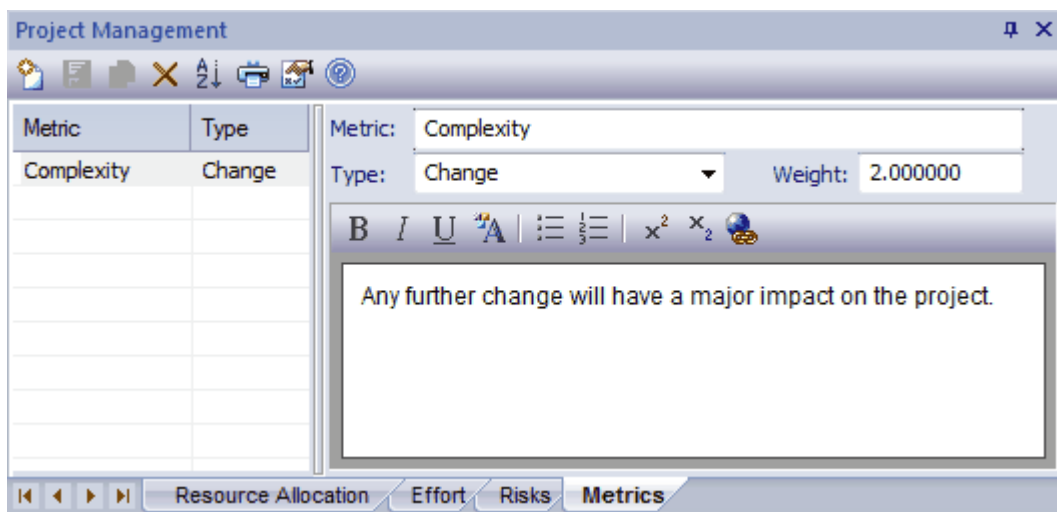 Project Management
Metric Type
Complexity Change
Metric: Complexity
Type: Change Weight: 2.000000
B I U A x² x₂
Any further change will have a major impact on the project.
Resource Allocation Effort Risks Metrics